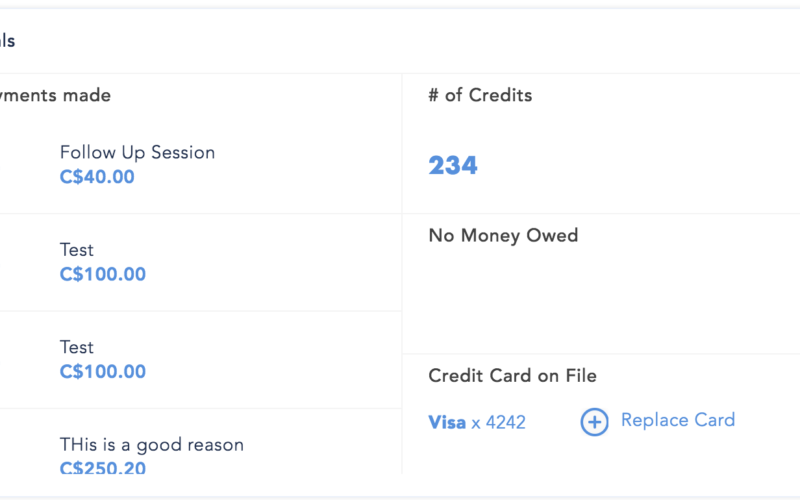 ls
yments made
Follow Up Session
C$40.00
Test
C$100.00
Test
C$100.00
THis is a good reason
C$250.20
# of Credits
234
No Money Owed
Credit Card on File
Visa x 4242
Replace Card